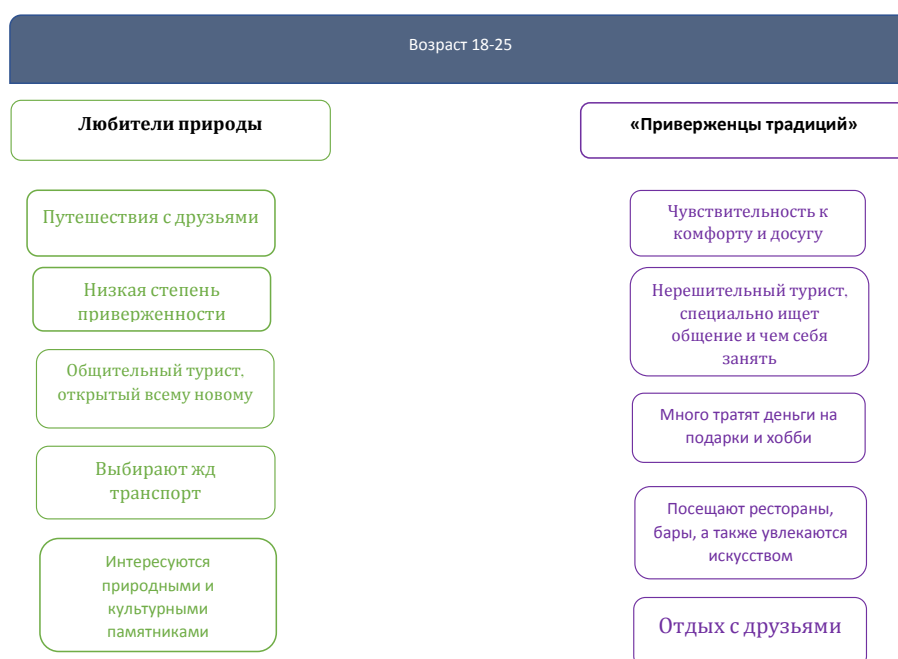 Возраст 18-25
Любители природы
Путешествия с друзьями
Низкая степень
приверженности
Общительный турист,
открытый всему новому
Выбирают жд
транспорт
Интересуются
природными и
культурными
памятниками
«Приверженцы традиций»
Чувствительность к
комфорту и досугу
Нерешительный турист,
специально ищет
общение и чем себя
занять
Много тратят деньги на
подарки и хобби
Посещают рестораны,
бары, а также увлекаются
искусством
Отдых с друзьями